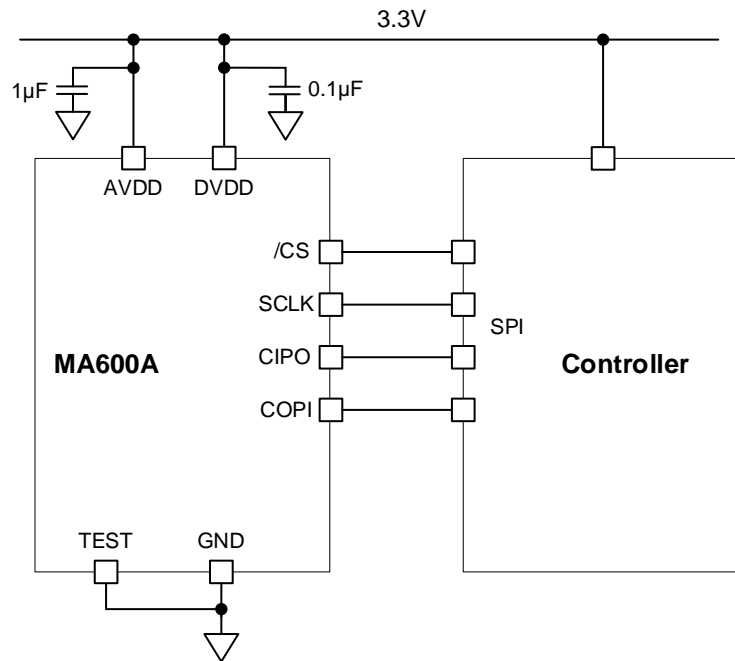 3.3V
1µF
0.1µF
AVDD
DVDD
/CS
SCLK
SPI
CIPO
MA600A
Controller
COPI
TEST
GND